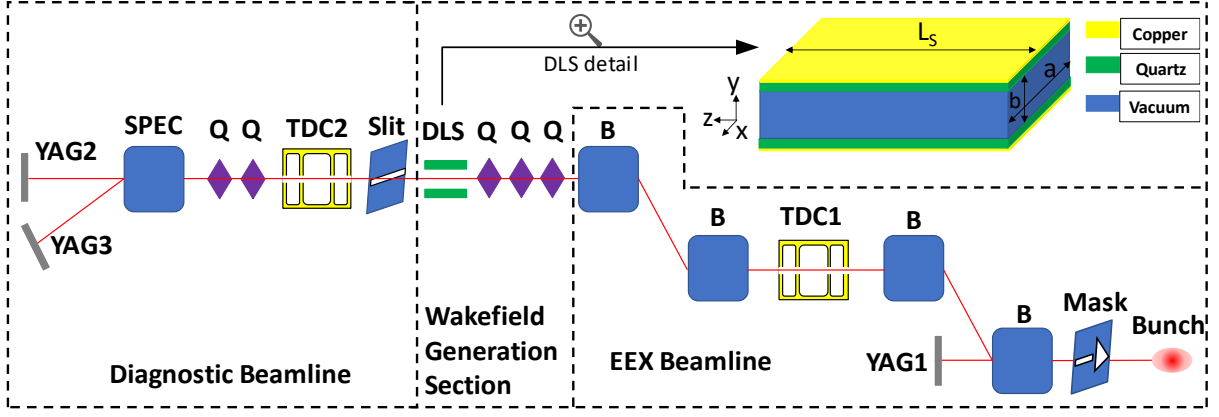 L_S
a
b
y
z
x
DLS detail
Copper
Quartz
Vacuum
SPEC
Q Q
TDC2
Slit
DLS
Q Q Q
B
YAG2
YAG3
B
TDC1
B
B
Mask
Bunch
YAG1
Diagnostic Beamline
Wakefield
Generation
Section
EEX Beamline